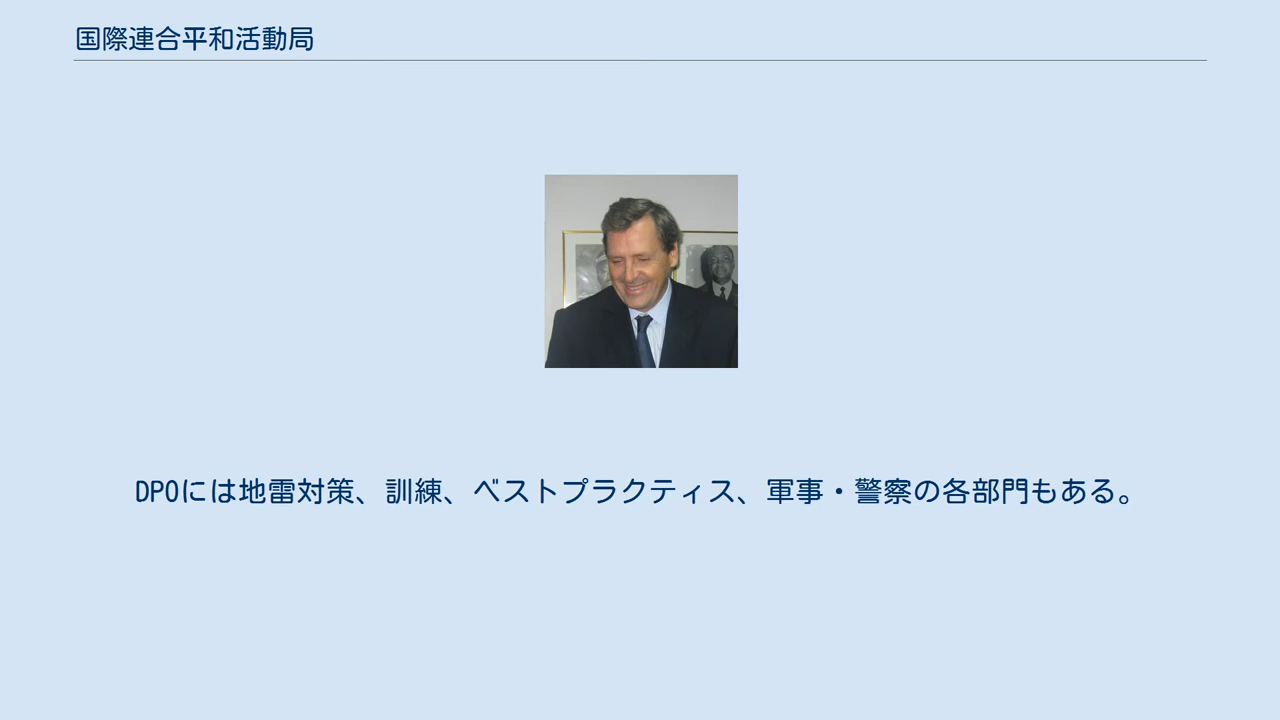 国際連合平和活動局
DPOには地雷対策、訓練、ベストプラクティス、軍事・警察の各部門もある。